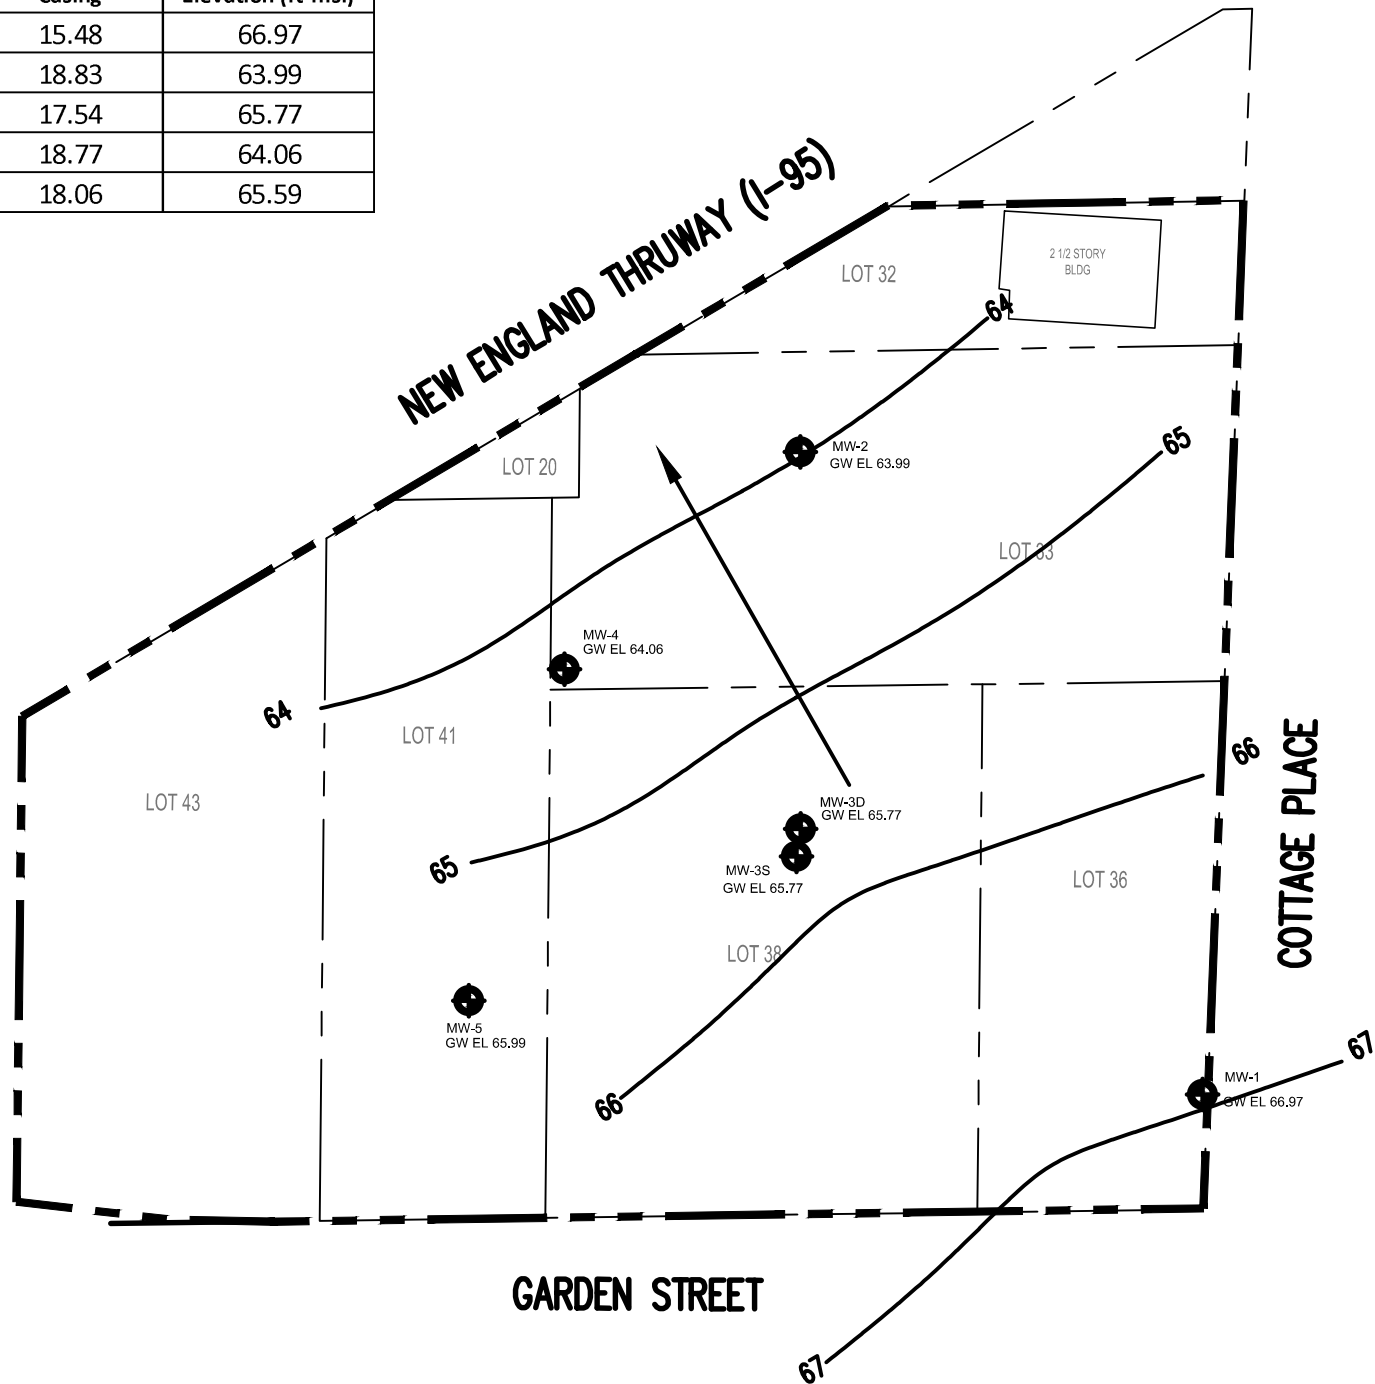 Casing Elevation (ft-msl)
15.48 66.97
18.83 63.99
17.54 65.77
18.77 64.06
18.06 65.59
NEW ENGLAND THRUWAY (I-95)
LOT 32
2 1/2 STORY
BLDG
64
MW-2
GW EL 63.99
65
LOT 20
LOT 33
MW-4
GW EL 64.06
64
LOT 41
66
COTTAGE PLACE
LOT 43
MW-3D
GW EL 65.77
65
MW-3S
GW EL 65.77
LOT 36
LOT 38
MW-5
GW EL 65.99
67
MW-1
GW EL 66.97
66
GARDEN STREET
67